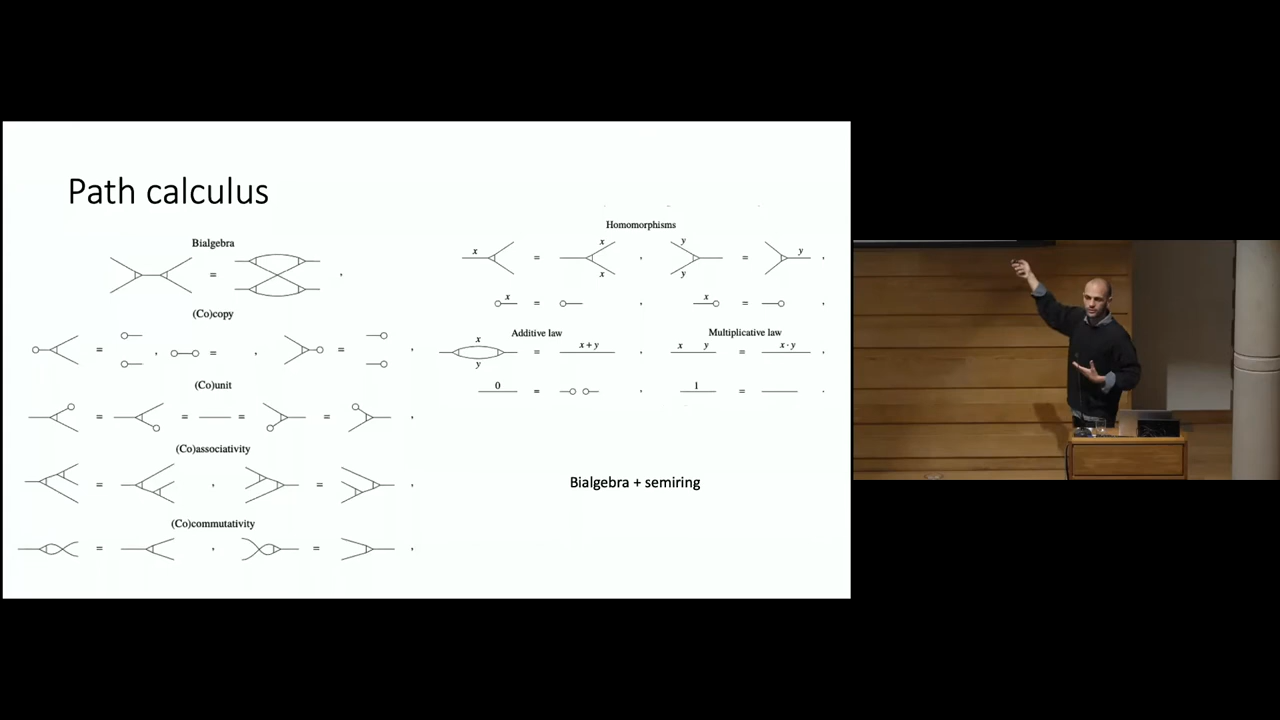 Path calculus
Bialgebra
= ,
(Co)copy
= , = , = ,
(Co)unit
= = = = ,
(Co)associativity
= , = ,
(Co)commutativity
= , = ,
Homomorphisms
x = x x , y y = y ,
x = , x = ,
Additive law
x y = x + y ,
0 = ,
Multiplicative law
x y = x · y ,
1 = ,
Bialgebra + semiring